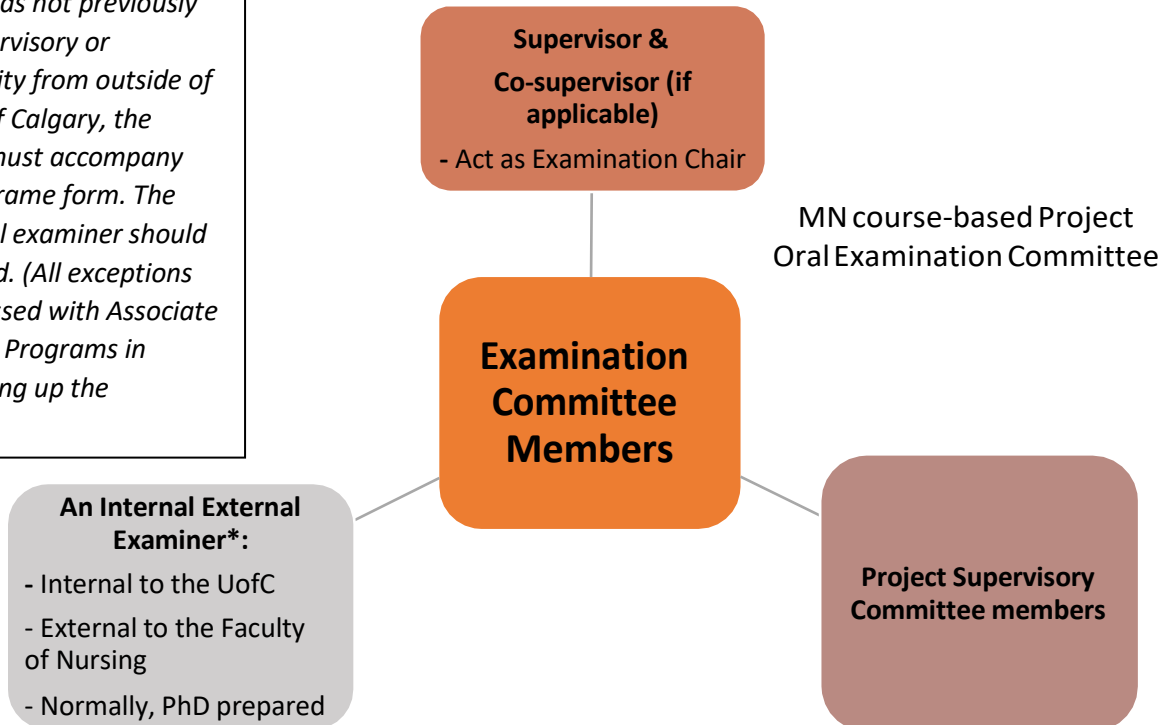 as not previously
ervisory or
ity from outside of
f Calgary, the
must accompany
rame form. The
l examiner should
d. (All exceptions
ssed with Associate
Programs in
ng up the
Supervisor &
Co-supervisor (if
applicable)
- Act as Examination Chair
MN course-based Project
Oral Examination Committee
Examination
Committee
Members
An Internal External
Examiner*:
- Internal to the UofC
- External to the Faculty
of Nursing
- Normally, PhD prepared
Project Supervisory
Committee members